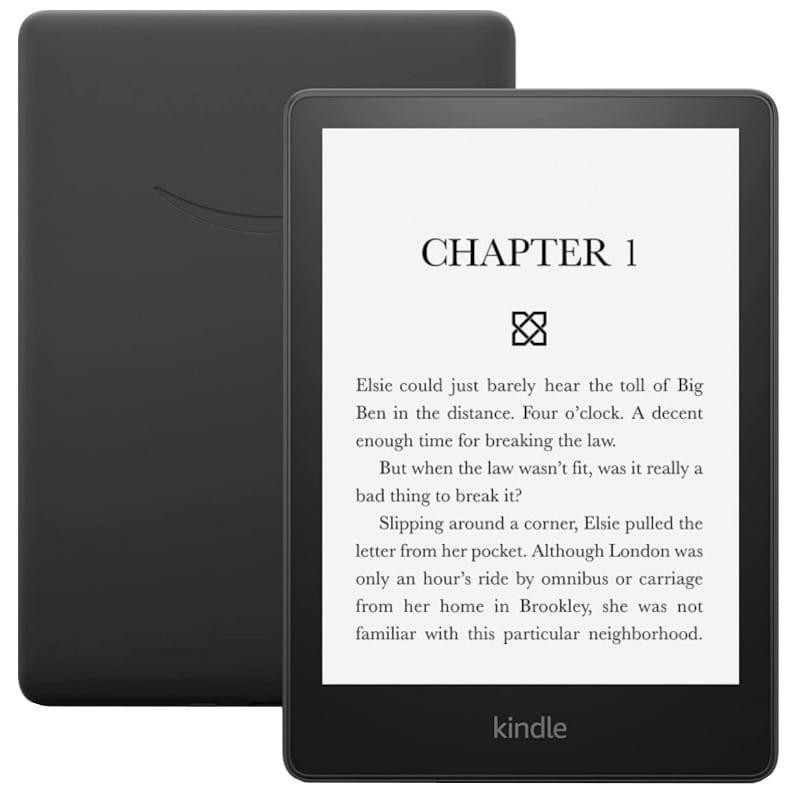 CHAPTER 1
Elsie could just barely hear the toll of Big
Ben in the distance. Four o’clock. A decent
enough time for breaking the law.
But when the law wasn’t fit, was it really a
bad thing to break it?
Slipping around a corner, Elsie pulled the
letter from her pocket. Although London was
only an hour’s ride by omnibus or carriage
from her home in Brookley, she was not
familiar with this particular neighborhood.
kindle